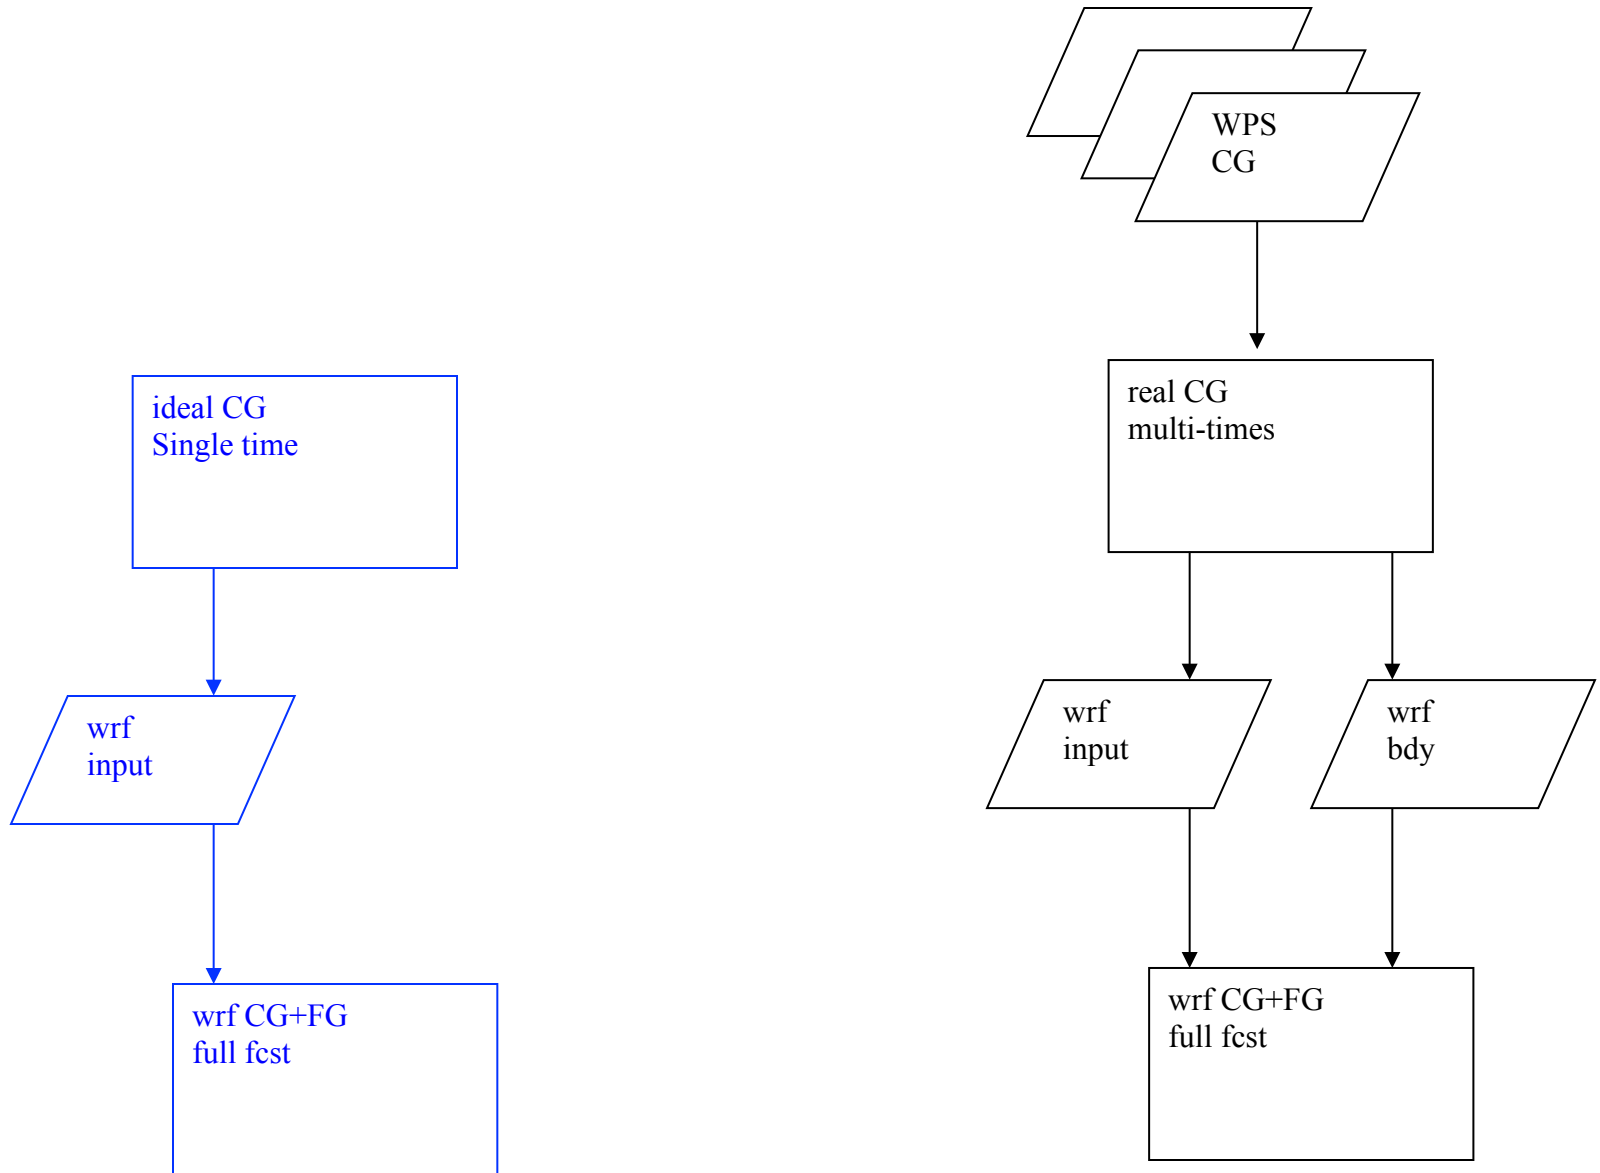 WPS
CG
ideal CG
Single time
real CG
multi-times
wrf
input
wrf
input
wrf
bdy
wrf CG+FG
full fcst
wrf CG+FG
full fcst